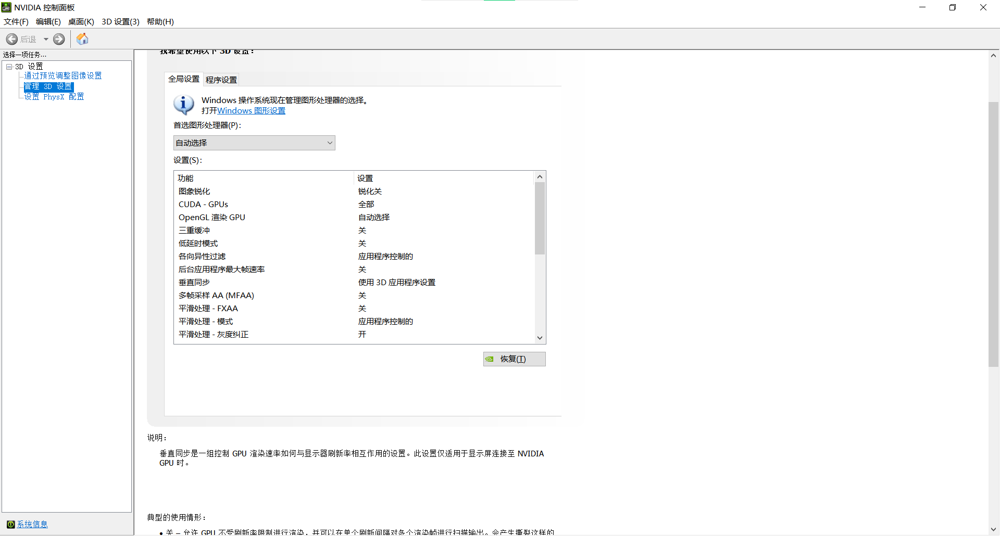 NVIDIA 控制面板
文件(F) 编辑(E) 桌面(K) 3D 设置(3) 帮助(H)
后退
选择一项任务...
3D 设置
通过预览调整图像设置
管理 3D 设置
设置 PhysX 配置
系统信息
我希望使用以下 3D 设置:
全局设置 程序设置
Windows 操作系统现在管理图形处理器的选择。
打开Windows 图形设置
首选图形处理器(P):
自动选择
设置(S):
功能 设置
图象锐化 锐化关
CUDA - GPUs 全部
OpenGL 渲染 GPU 自动选择
三重缓冲 关
低延时模式 关
各向异性过滤 应用程序控制的
后台应用程序最大帧速率 关
垂直同步 使用 3D 应用程序设置
多帧采样 AA (MFAA) 关
平滑处理 - FXAA 关
平滑处理 - 模式 应用程序控制的
平滑处理 - 灰度纠正 开
恢复(T)
说明:
垂直同步是一组控制 GPU 渲染速率如何与显示器刷新率相互作用的设置。此设置仅适用于显示屏连接至 NVIDIA
GPU 时。
典型的使用情形:
• 关 – 允许 GPU 不受刷新率限制进行渲染，并可以在单个刷新间隔对多个渲染帧进行扫描输出。会产生撕裂这样的